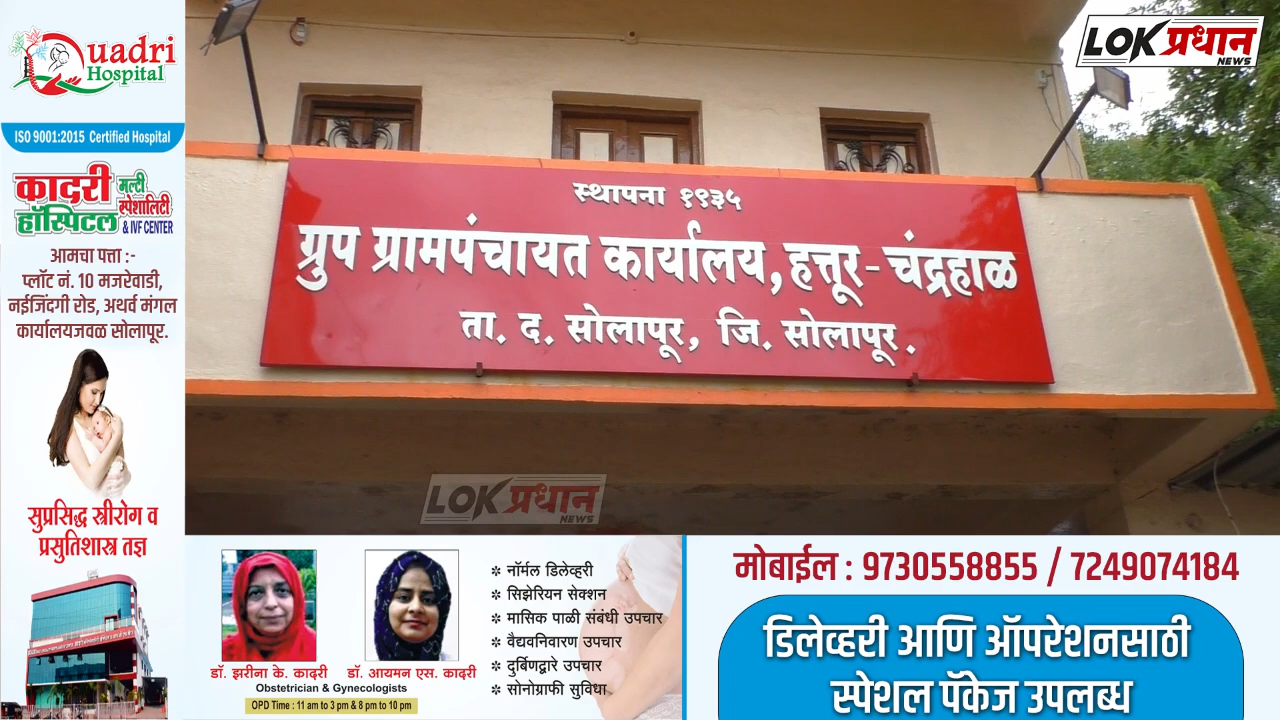 Quadri
Hospital
ISO 9001:2015 Certified Hospital
कादरी मल्टी
हॉस्पिटल स्पेशालिटी
& IVF CENTER
आमचा पत्ता :-
प्लॉट नं. 10 मजरेवाडी,
नईजिंदगी रोड, अथर्व मंगल
कार्यालयजवळ सोलापूर.
सुप्रसिद्ध स्त्रीरोग व
प्रसुतिशास्त्र तज्ञ
LOK प्रधान
NEWS
स्थापना १९३५
ग्रुप ग्रामपंचायत कार्यालय, हत्तूर - चंद्रहाळ
ता. द. सोलापूर, जि. सोलापूर.
LOK प्रधान
NEWS
डॉ. झरीना के. कादरी
डॉ. आयमन एस. कादरी
Obstetrician & Gynecologists
OPD Time : 11 am to 3 pm & 8 pm to 10 pm
❇ नॉर्मल डिलेव्हरी
❇ सिझेरियन सेक्शन
❇ मासिक पाळी संबंधी उपचार
❇ वंद्यवनिवारण उपचार
❇ दुर्बिणद्वारे उपचार
❇ सोनोग्राफी सुविधा
मोबाईल : 9730558855 / 7249074184
डिलेव्हरी आणि ऑपरेशनसाठी
स्पेशल पॅकेज उपलब्ध